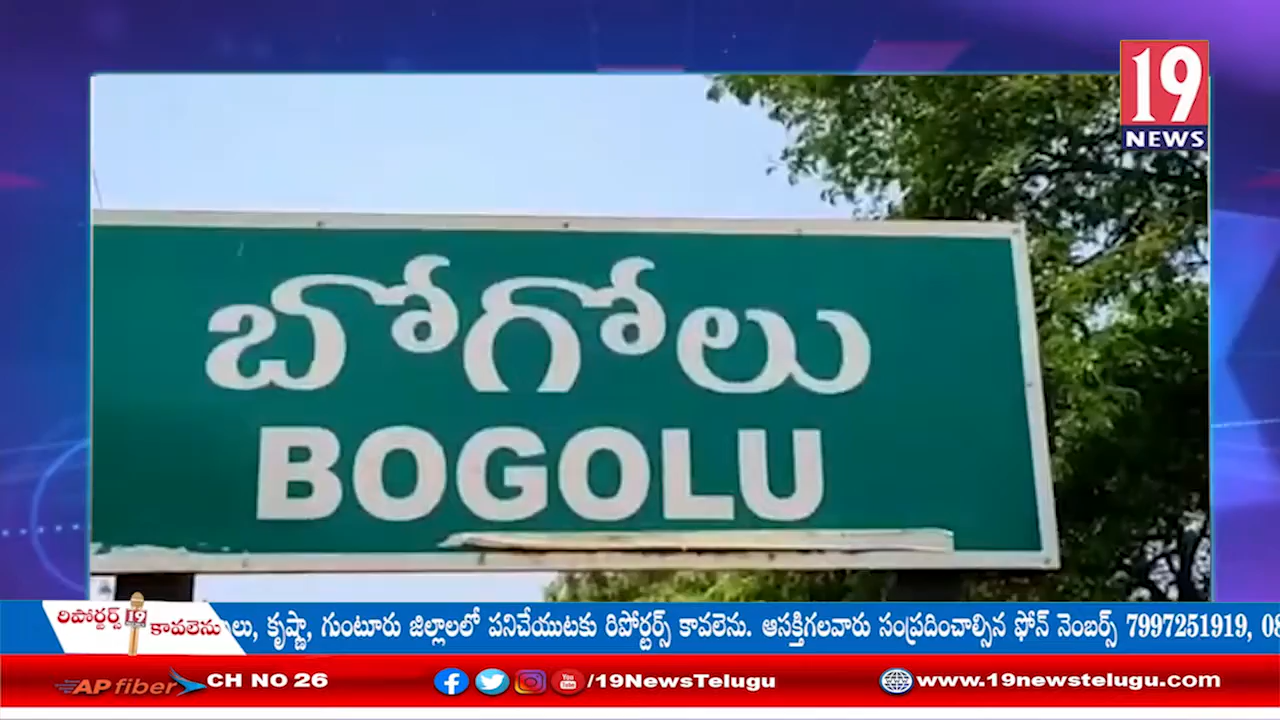 19
NEWS
బోగోలు
BOGOLU
రిపోర్టర్స్ 19 కావలెను
లు, కృష్ణా, గుంటూరు జిల్లాలలో పనిచేయుటకు రిపోర్టర్స్ కావలెను. ఆసక్తిగలవారు సంప్రదించాల్సిన ఫోన్ నెంబర్స్ 7997251919, 08
AP fiber CH NO 26 /19NewsTelugu www.19newstelugu.com